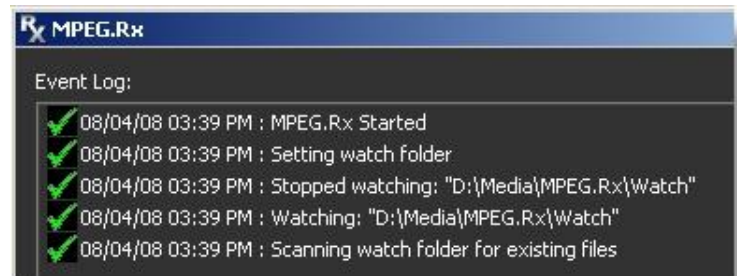 Rx MPEG.Rx
Event Log:
08/04/08 03:39 PM : MPEG.Rx Started
08/04/08 03:39 PM : Setting watch folder
08/04/08 03:39 PM : Stopped watching: "D:\Media\MPEG.Rx\Watch"
08/04/08 03:39 PM : Watching: "D:\Media\MPEG.Rx\Watch"
08/04/08 03:39 PM : Scanning watch folder for existing files